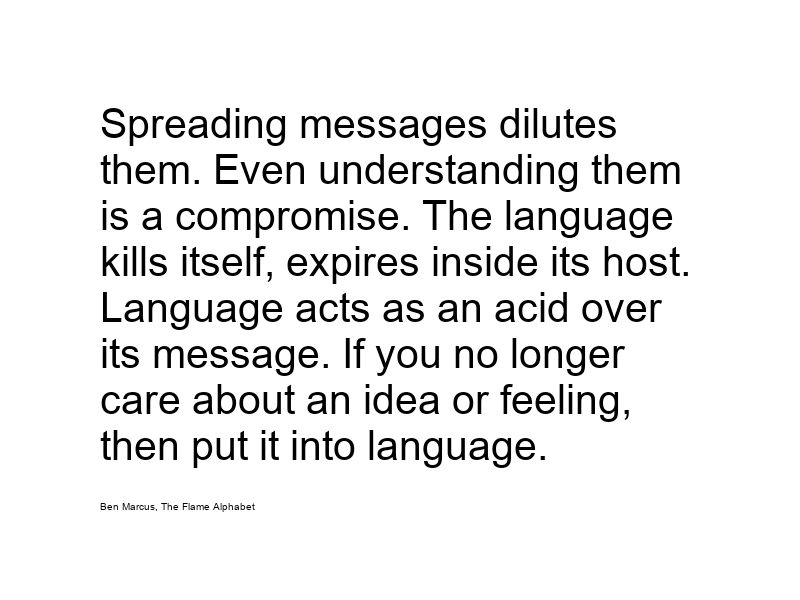 Spreading messages dilutes
them. Even understanding them
is a compromise. The language
kills itself, expires inside its host.
Language acts as an acid over
its message. If you no longer
care about an idea or feeling,
then put it into language.
Ben Marcus, The Flame Alphabet